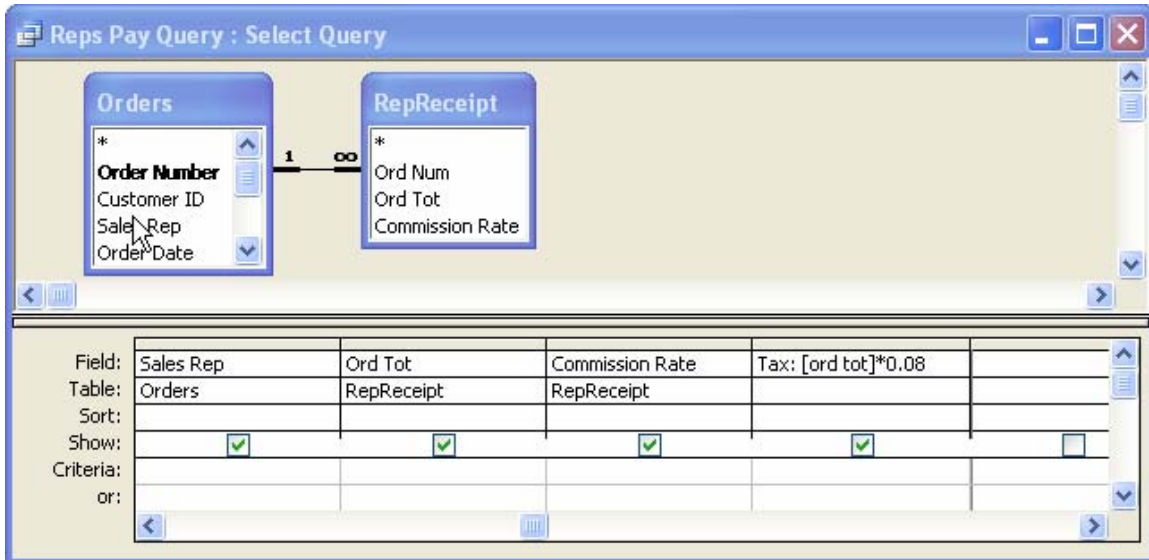 Reps Pay Query : Select Query
Orders
*
Order Number
Customer ID
Sales Rep
Order Date
1 ∞
RepReceipt
*
Ord Num
Ord Tot
Commission Rate
Field: Sales Rep Ord Tot Commission Rate Tax: [ord tot]*0.08
Table: Orders RepReceipt RepReceipt
Sort:
Show:
Criteria:
or: